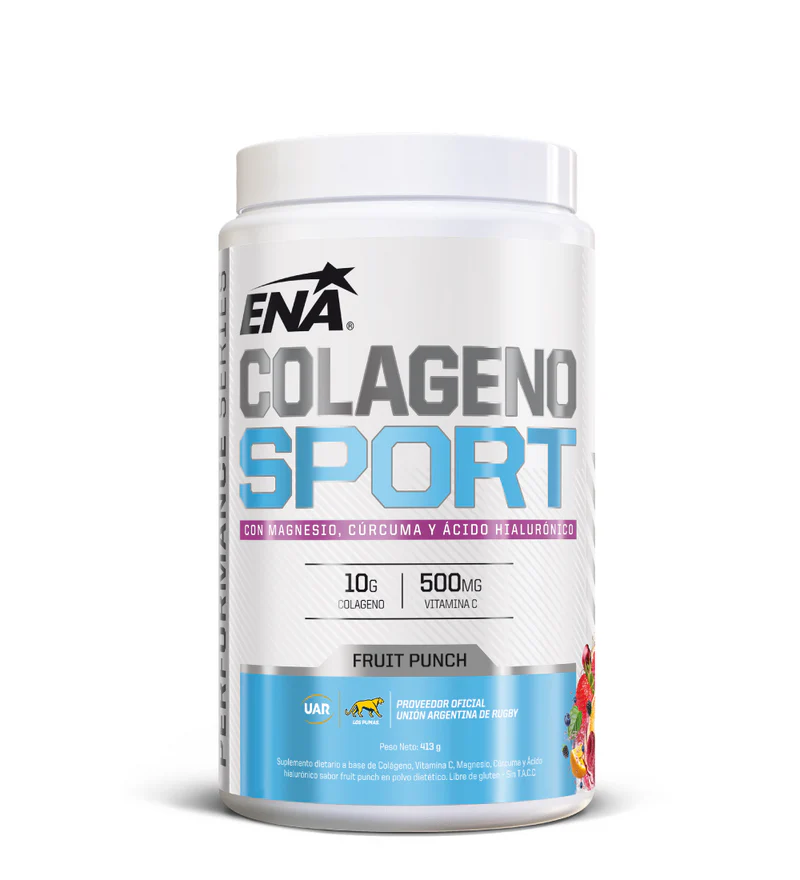 ENA®
COLAGENO
SPORT
CON MAGNESIO, CÚRCUMA Y ÁCIDO HIALURÓNICO
10G
COLAGENO
500MG
VITAMINA C
FRUIT PUNCH
UAR
LOS PUMAS
PROVEEDOR OFICIAL
UNIÓN ARGENTINA DE RUGBY
Peso Neto: 413 g
Suplemento dietario a base de Colágeno, Vitamina C, Magnesio, Cúrcuma y Ácido
hialurónico sabor fruit punch en polvo dietético. Libre de gluten - Sin T.A.C.C.
PERFORMANCE SERIES